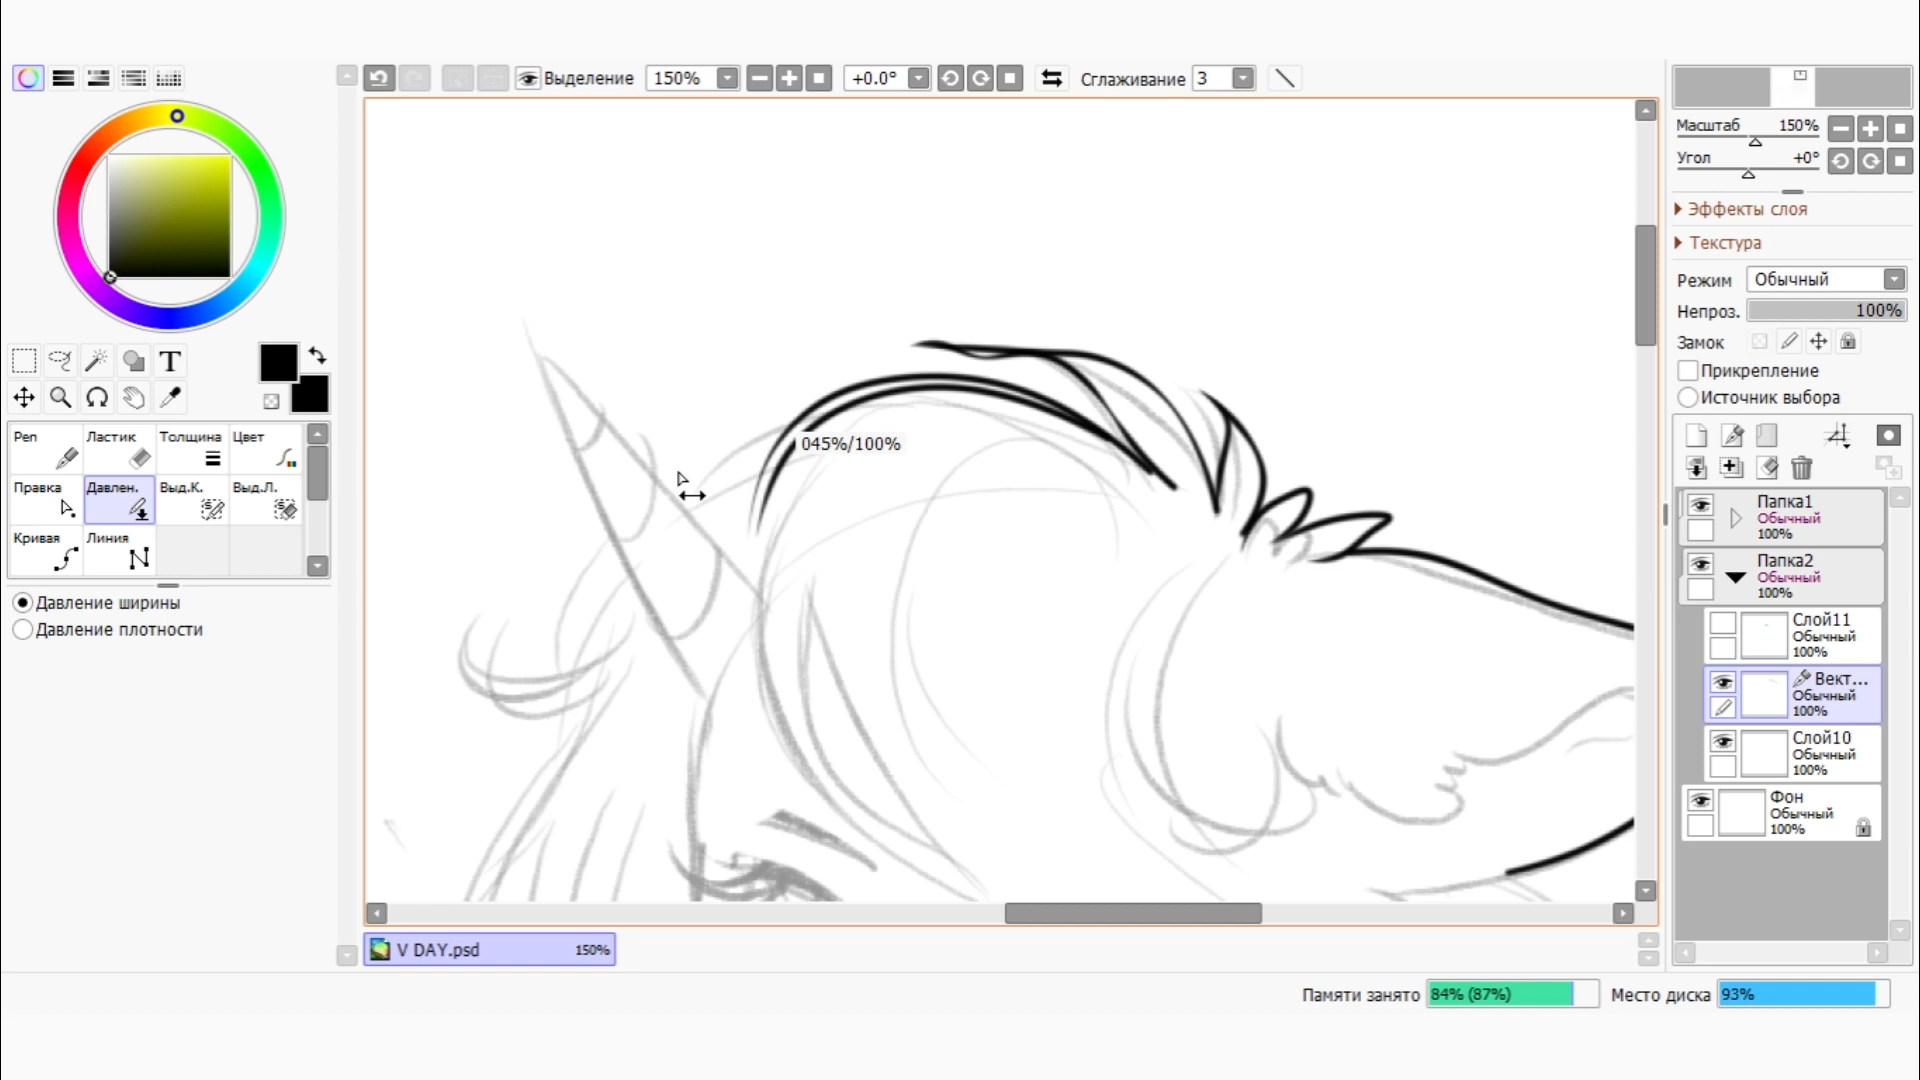 Выделение 150% +0.0° Сглаживание 3
T
Pen Ластик Толщина Цвет
Правка Давлен. Выд.К. Выд.Л.
Кривая Линия
Давление ширины
Давление плотности
045%/100%
V DAY.psd 150%
Масштаб 150%
Угол +0°
Эффекты слоя
Текстура
Режим Обычный
Непроз. 100%
Замок
Прикрепление
Источник выбора
Папка1
Обычный
100%
Папка2
Обычный
100%
Слой11
Обычный
100%
Вект...
Обычный
100%
Слой10
Обычный
100%
Фон
Обычный
100%
Памяти занято 84% (87%) Место диска 93%